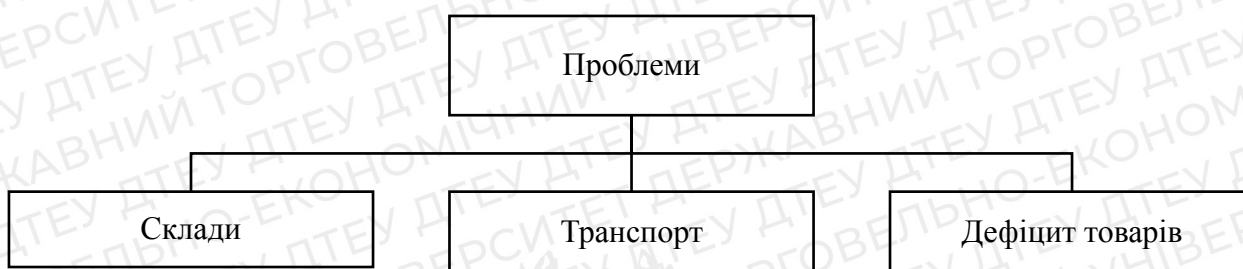 Проблеми
Склади
Транспорт
Дефіцит товарів